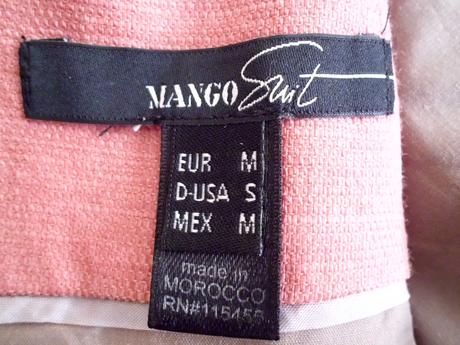 MANGO Suit
EUR M
D-USA S
MEX M
made in
MOROCCO
RN#115455